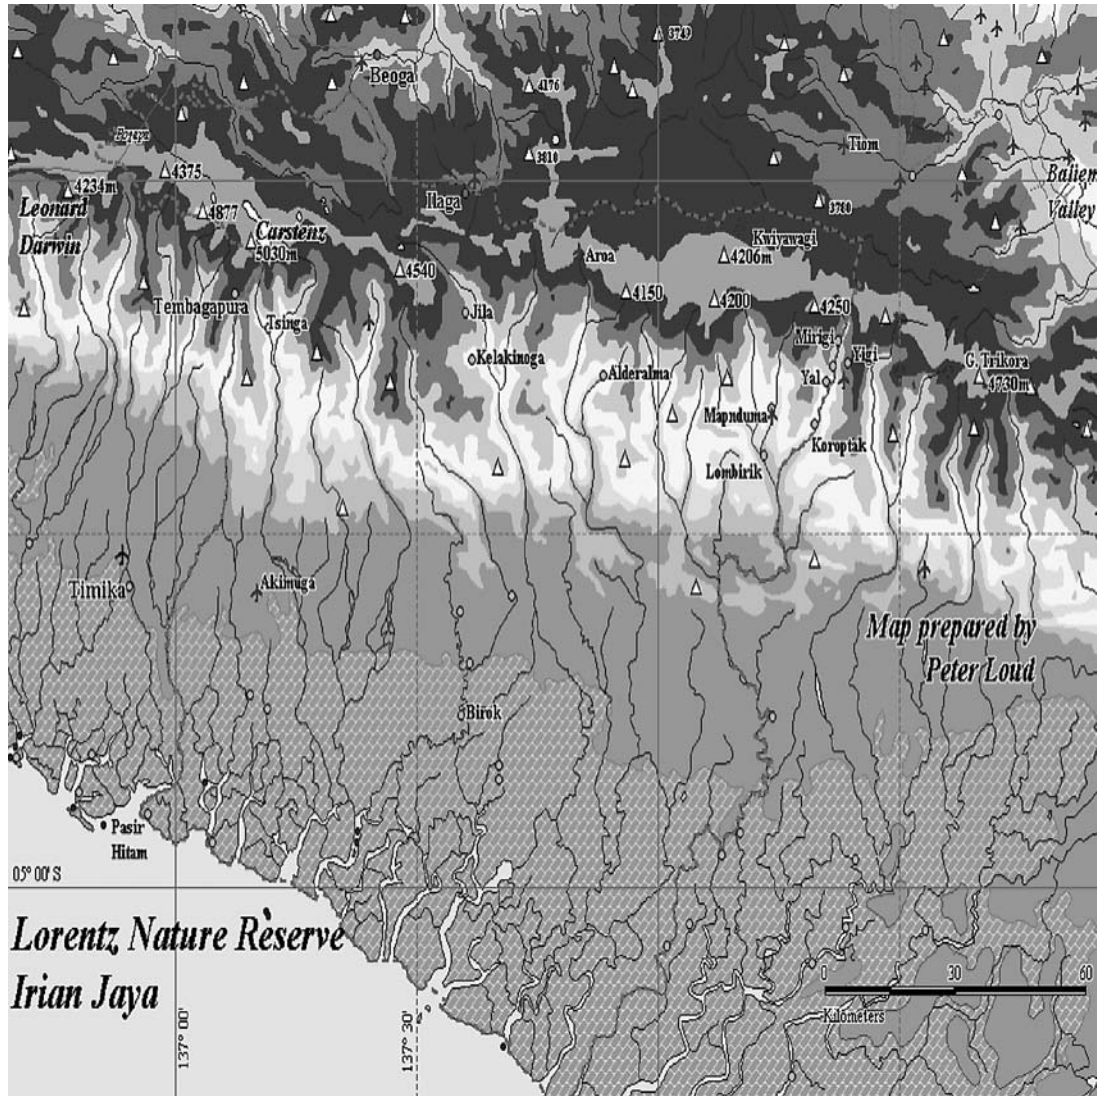 3749
Beoga
4176
Tiom
3810
4375
4234m
Ilaga
3780
Baliem
Valley
Leonard
Darwin
4877
Carstenz
5030m
Kwiyawagi
4206m
Aroa
4540
4150
4200
4250
Tembagapura
Tsinga
Jila
Mirigi
Yigi
Kelakinoga
Alderalma
G. Trikora
4730m
Yal
Mapnduma
Koroptak
Lombirik
Timika
Akimuga
Map prepared by
Peter Loud
Birok
Pasir
Hitam
05° 00' S
Lorentz Nature Reserve
Irian Jaya
0 30 60
Kilometers
137° 00'
137° 30'